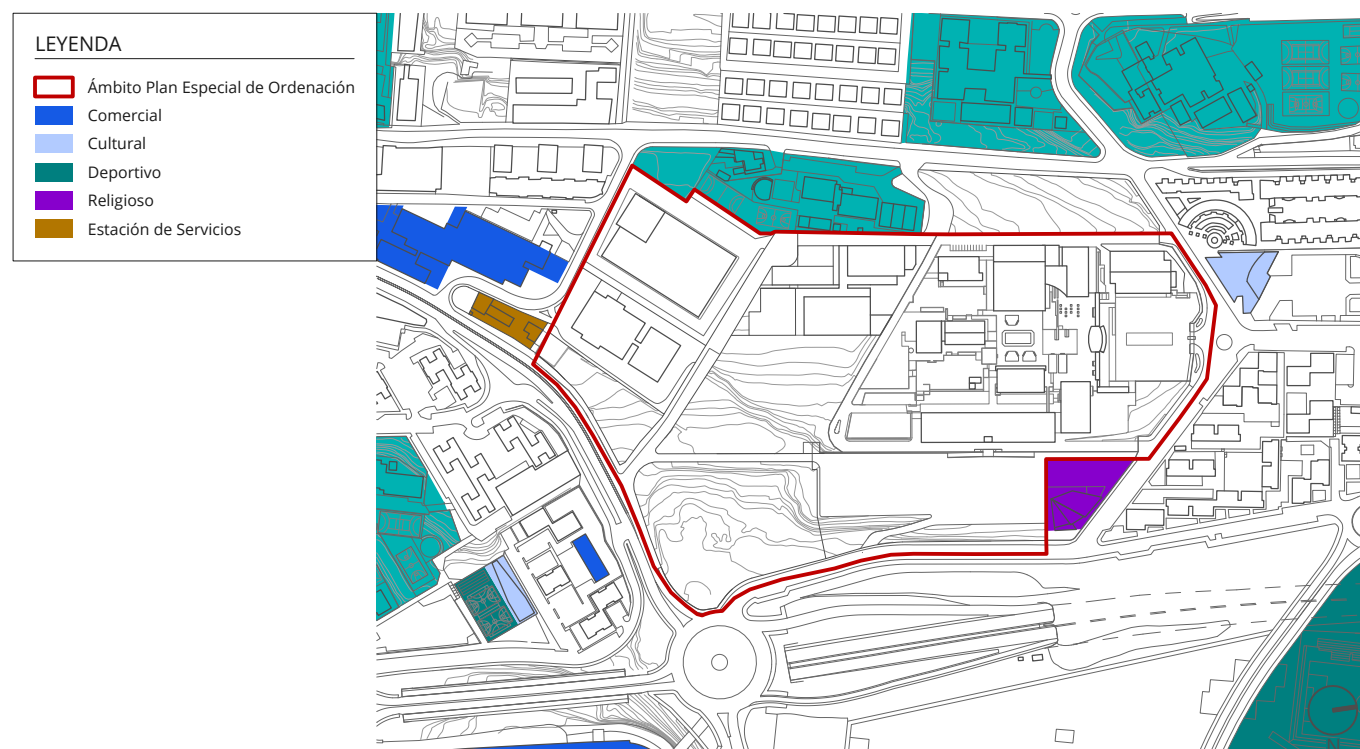 LEYENDA
Ámbito Plan Especial de Ordenación
Comercial
Cultural
Deportivo
Religioso
Estación de Servicios